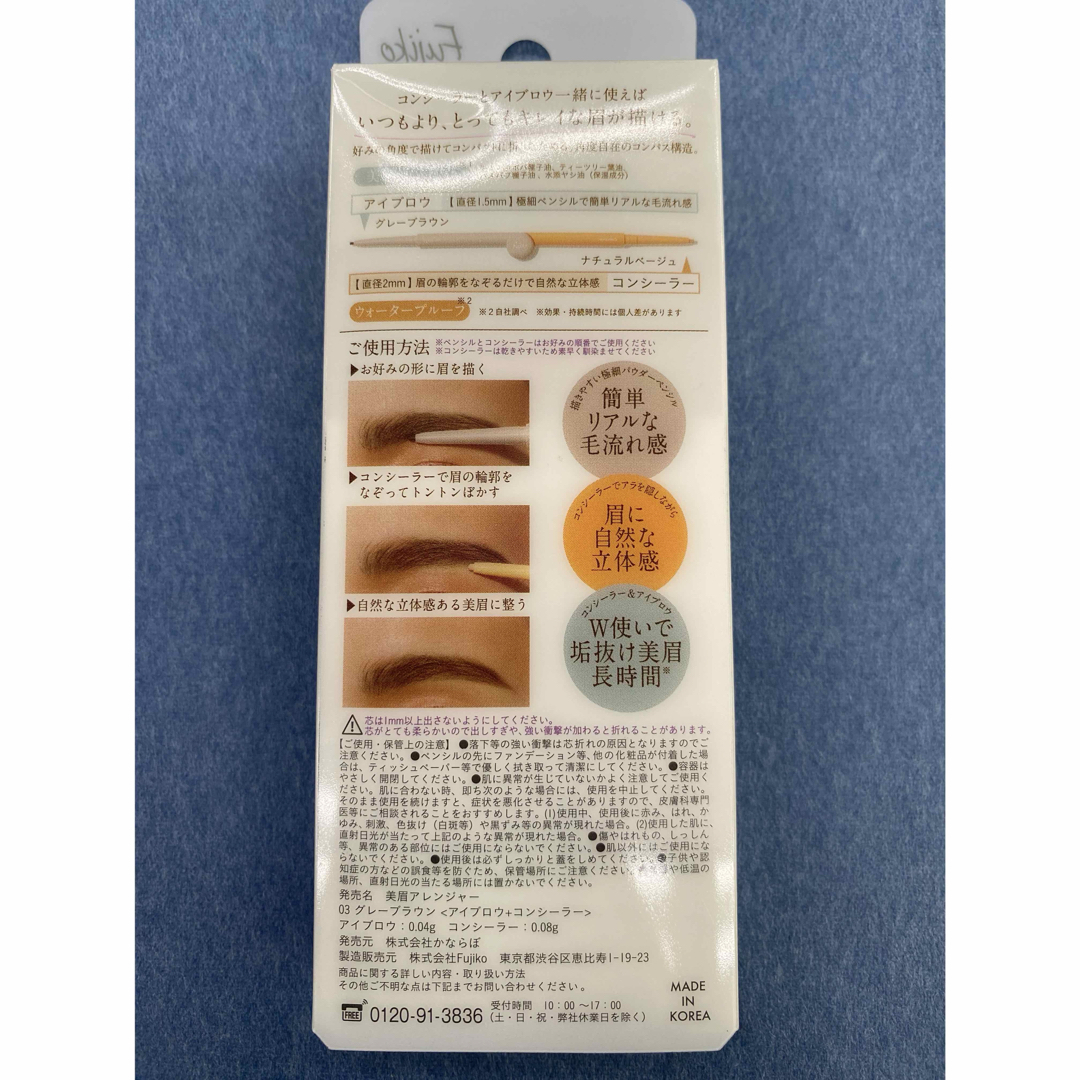 Fujiko
コンシーラーとアイブロウ一緒に使えば
いつもより、とってもキレイな眉が描ける。
好みの角度で描けてコンパクトに折りたためる、角度自在のコンパス構造。
ホホバ種子油、ティーツリー葉油、
種子油、水添ヤシ油（保湿成分）
アイブロウ 【直径1.5mm】極細ペンシルで簡単リアルな毛流れ感
グレーブラウン
ナチュラルベージュ
【直径2mm】眉の輪郭をなぞるだけで自然な立体感 コンシーラー
ウォータープルーフ ※2 ※2自社調べ ※効果・持続時間には個人差があります
ご使用方法 ※ペンシルとコンシーラーはお好みの順番でご使用ください
※コンシーラーは乾きやすいため素早く馴染ませてください
▶お好みの形に眉を描く
描きやすい極細パウダーペンシル
簡単
リアルな
毛流れ感
▶コンシーラーで眉の輪郭を
なぞってトントンぼかす
コンシーラーでアラを隠しながら
眉に
自然な
立体感
▶自然な立体感ある美眉に整う
コンシーラー&アイブロウ
W使いで
垢抜け美眉
長時間※
芯は1mm以上出さないようにしてください。
芯がとても柔らかいので出しすぎや、強い衝撃が加わると折れることがあります。
【ご使用・保管上の注意】 ●落下等の強い衝撃は芯折れの原因となりますのでご
注意ください。●ペンシルの先にファンデーション等、他の化粧品が付着した場
合は、ティッシュペーパー等で優しく拭き取って清潔にしてください。●容器は
やさしく開閉してください。●肌に異常が生じていないかよく注意してご使用く
ださい。肌に合わない時、即ち次のような場合には、使用を中止してください。
そのまま使用を続けますと、症状を悪化させることがありますので、皮膚科専門
医等にご相談されることをおすすめします。(1)使用中、使用後に赤み、はれ、か
ゆみ、刺激、色抜け（白斑等）や黒ずみ等の異常が現れた場合。(2)使用した肌に、
直射日光が当たって上記のような異常が現れた場合。●傷やはれもの、しっしん
等、異常のある部位にはご使用にならないでください。●肌以外にはご使用にな
らないでください。●使用後は必ずしっかりと蓋をしめてください。●子供や認
知症の方などの誤食等を防ぐため、保管場所にご注意ください。や低温の
場所、直射日光の当たる場所には置かないでください。
発売名 美眉アレンジャー
03 グレーブラウン <アイブロウ+コンシーラー>
アイブロウ：0.04g コンシーラー：0.08g
発売元 株式会社かならぼ
製造販売元 株式会社Fujiko 東京都渋谷区恵比寿1-19-23
商品に関する詳しい内容・取り扱い方法
その他ご不明な点は下記までお問い合わせください。
FREE 0120-91-3836 受付時間 10：00 〜17：00
（土・日・祝・弊社休業日を除く）
MADE
IN
KOREA